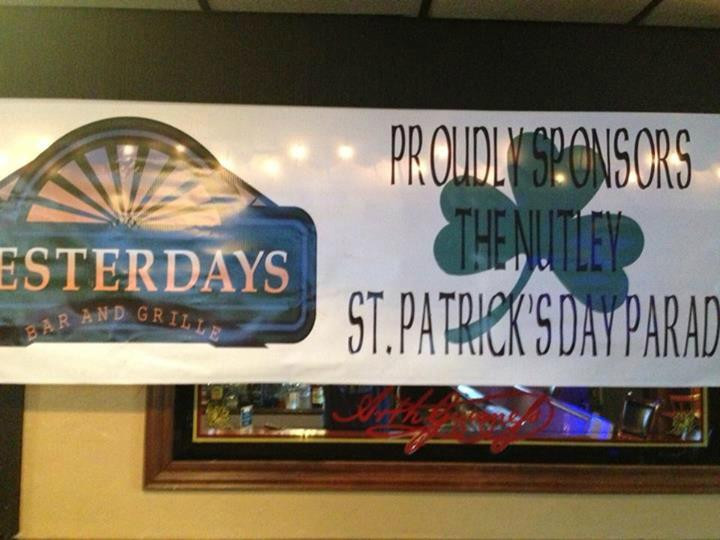 ESTERDAYS
BAR AND GRILLE
PROUDLY SPONSORS
THE NUTLEY
ST. PATRICK'S DAY PARAD